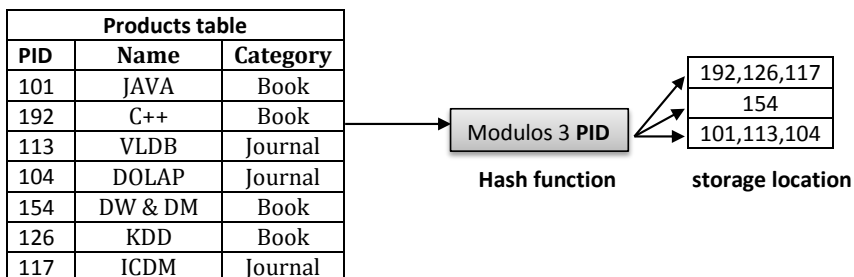 Products table
PID Name Category
101 JAVA Book
192 C++ Book
113 VLDB Journal
104 DOLAP Journal
154 DW & DM Book
126 KDD Book
117 ICDM Journal
Modulos 3 PID
Hash function
192,126,117
154
101,113,104
storage location